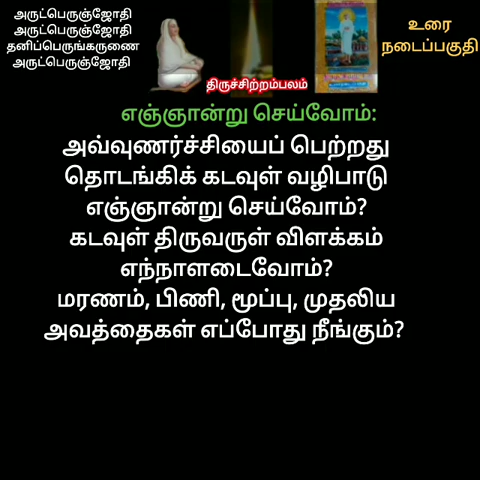 அருட்பெருஞ்ஜோதி
அருட்பெருஞ்ஜோதி
தனிப்பெருங்கருணை
அருட்பெருஞ்ஜோதி
உரை
நடைப்பகுதி
திருச்சிற்றம்பலம்
எஞ்ஞான்று செய்வோம்:
அவ்வுணர்ச்சியைப் பெற்றது
தொடங்கிக் கடவுள் வழிபாடு
எஞ்ஞான்று செய்வோம்?
கடவுள் திருவருள் விளக்கம்
எந்நாளடைவோம்?
மரணம், பிணி, மூப்பு, முதலிய
அவத்தைகள் எப்போது நீங்கும்?